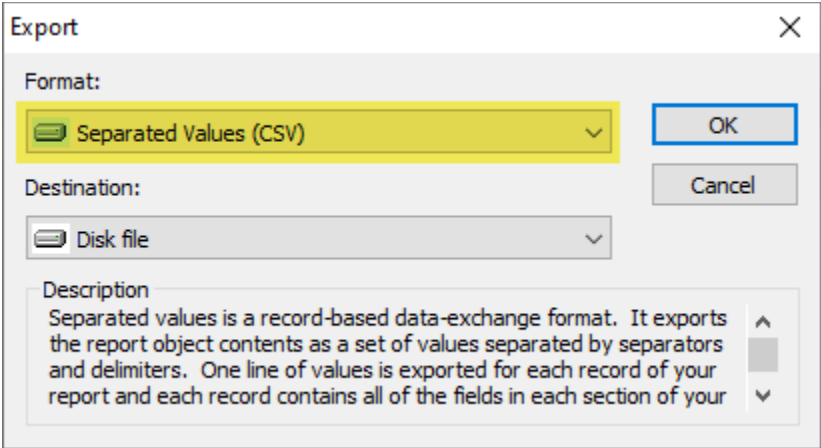 Export
Format:
Separated Values (CSV)
OK
Destination:
Cancel
Disk file
Description
Separated values is a record-based data-exchange format.  It exports
the report object contents as a set of values separated by separators
and delimiters.  One line of values is exported for each record of your
report and each record contains all of the fields in each section of your